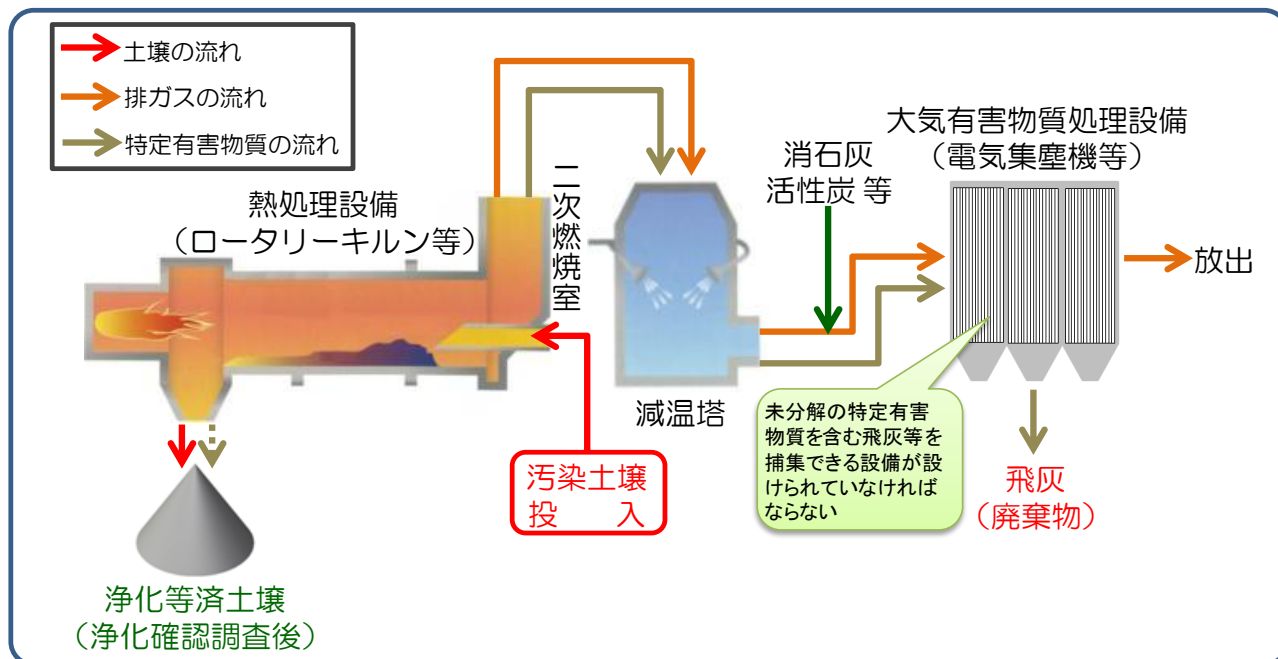 土壌の流れ
排ガスの流れ
特定有害物質の流れ
熱処理設備
（ロータリーキルン等）
二次燃焼室
消石灰
活性炭 等
大気有害物質処理設備
（電気集塵機等）
放出
減温塔
未分解の特定有害
物質を含む飛灰等を
捕集できる設備が設
けられていなければ
ならない
汚染土壌
投　　入
飛灰
（廃棄物）
浄化等済土壌
（浄化確認調査後）